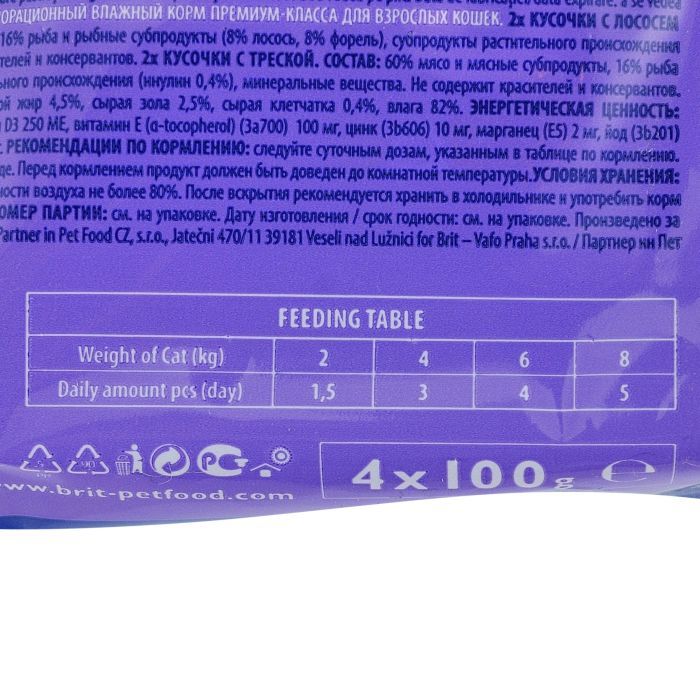 ОРАЦИОННЫЙ ВЛАЖНЫЙ КОРМ ПРЕМИУМ-КЛАССА ДЛЯ ВЗРОСЛЫХ КОШЕК. 2x КУСОЧКИ С ЛОСОСЕМ
16% рыба и рыбные субпродукты (8% лосось, 8% форель), субпродукты растительного происхождения
телей и консервантов. 2x КУСОЧКИ С ТРЕСКОЙ. СОСТАВ: 60% мясо и мясные субпродукты, 16% рыба
ьного происхождения (инулин 0,4%), минеральные вещества. Не содержит красителей и консервантов.
ой жир 4,5%, сырая зола 2,5%, сырая клетчатка 0,4%, влага 82%. ЭНЕРГЕТИЧЕСКАЯ ЦЕННОСТЬ:
D3 250 МЕ, витамин Е (α-tocopherol) (3a700) 100 мг, цинк (3b606) 10 мг, марганец (E5) 2 мг, йод (3b201)
РЕКОМЕНДАЦИИ ПО КОРМЛЕНИЮ: следуйте суточным дозам, указанным в таблице по кормлению.
де. Перед кормлением продукт должен быть доведен до комнатной температуры.УСЛОВИЯ ХРАНЕНИЯ:
ности воздуха не более 80%. После вскрытия рекомендуется хранить в холодильнике и употребить корм
ОМЕР ПАРТИИ: см. на упаковке. Дату изготовления / срок годности: см. на упаковке. Произведено за
Partner in Pet Food CZ, s.r.o., Jateční 470/11 39181 Veselí nad Lužnicí for Brit – Vafo Praha s.r.o. / Партнер ин Пет
FEEDING TABLE
Weight of Cat (kg) 2 4 6 8
Daily amount pcs (day) 1,5 3 4 5
4 x 100 g
www.brit-petfood.com